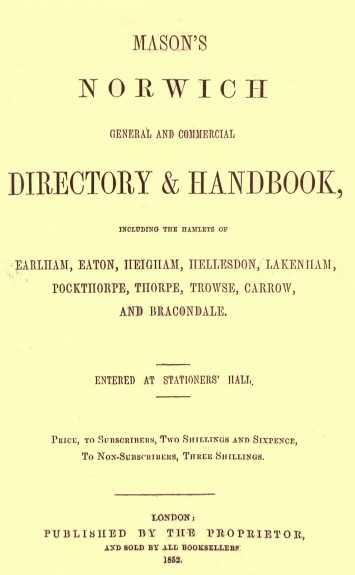 MASON'S
NORWICH
GENERAL AND COMMERCIAL
DIRECTORY & HANDBOOK,
INCLUDING THE HAMLETS OF
EARLHAM, EATON, HEIGHAM, HELLESDON, LAKENHAM,
POCKTHORPE, THORPE, TROWSE, CARROW,
AND BRACONDALE.
ENTERED AT STATIONERS' HALL.
PRICE, TO SUBSCRIBERS, TWO SHILLINGS AND SIXPENCE,
TO NON-SUBSCRIBERS, THREE SHILLINGS.
LONDON:
PUBLISHED BY THE PROPRIETOR,
AND SOLD BY ALL BOOKSELLERS
1852.